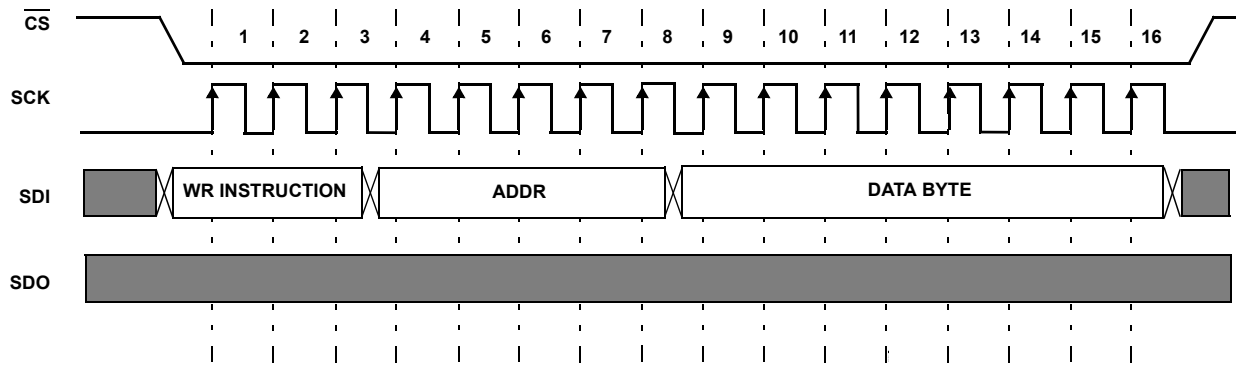 CS
1 2 3 4 5 6 7 8 9 10 11 12 13 14 15 16
SCK
SDI WR INSTRUCTION ADDR DATA BYTE
SDO